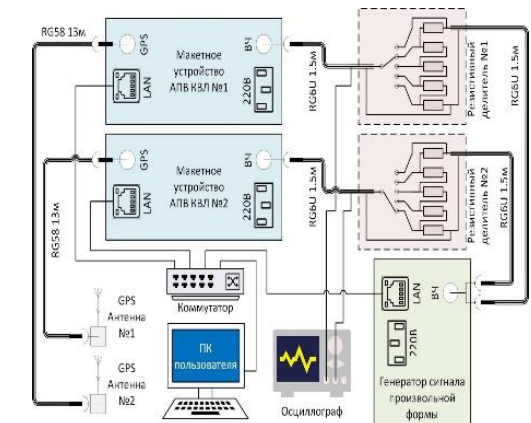 RG58 13м
GPS
LAN
Макетное
устройство
АПВ КВЛ №1
ВЧ
220В
RG6U 1.5м
Резистивный
делитель №1
RG6U 1.5м
GPS
LAN
Макетное
устройство
АПВ КВЛ №2
ВЧ
220В
RG6U 1.5м
Резистивный
делитель №2
RG6U 1.5м
RG58 13м
GPS
Антенна
№1
GPS
Антенна
№2
Коммутатор
ПК
пользователя
Осциллограф
LAN
ВЧ
220В
Генератор сигнала
произвольной
формы